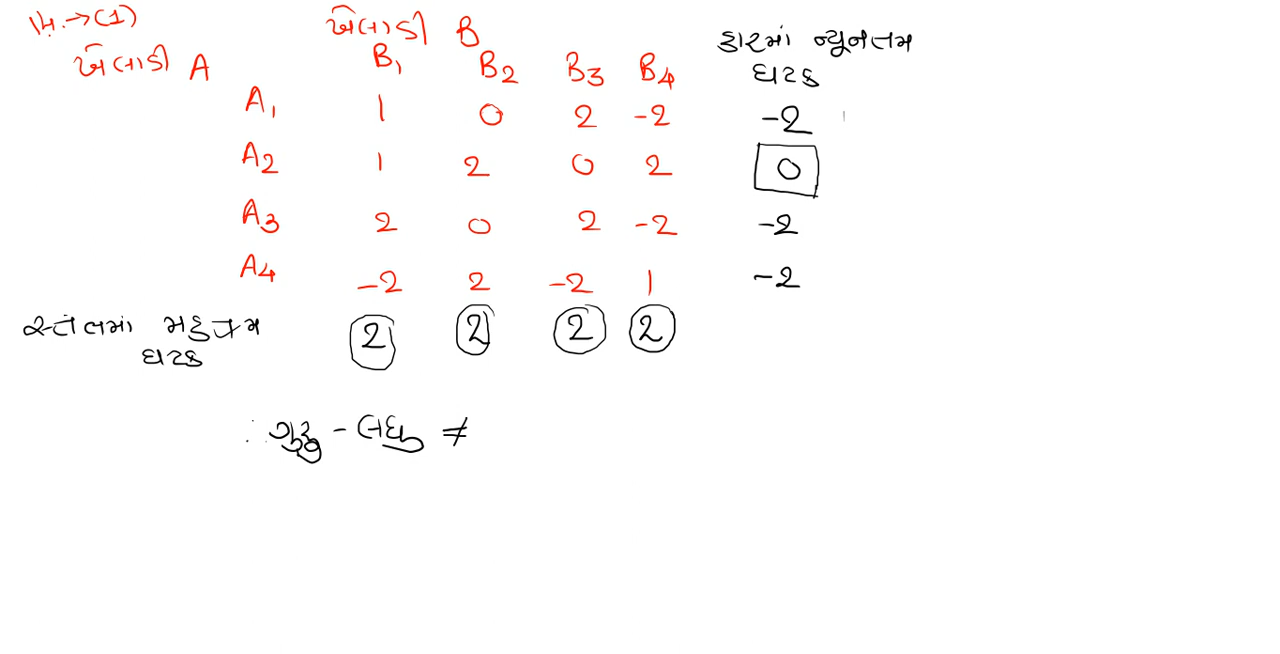 પ્રિ.→(1)
ખેલાડી B
ખેલાડી A B₁ B₂ B₃ B₄ હારમાં ન્યૂનતમ ઘટક
A₁ 1 0 2 -2 -2
A₂ 1 2 0 2 0
A₃ 2 0 2 -2 -2
A₄ -2 2 -2 1 -2
સ્તંભમાં મહત્તમ ઘટક 2 2 2 2
∴ ગુરુ - લઘુ ≠